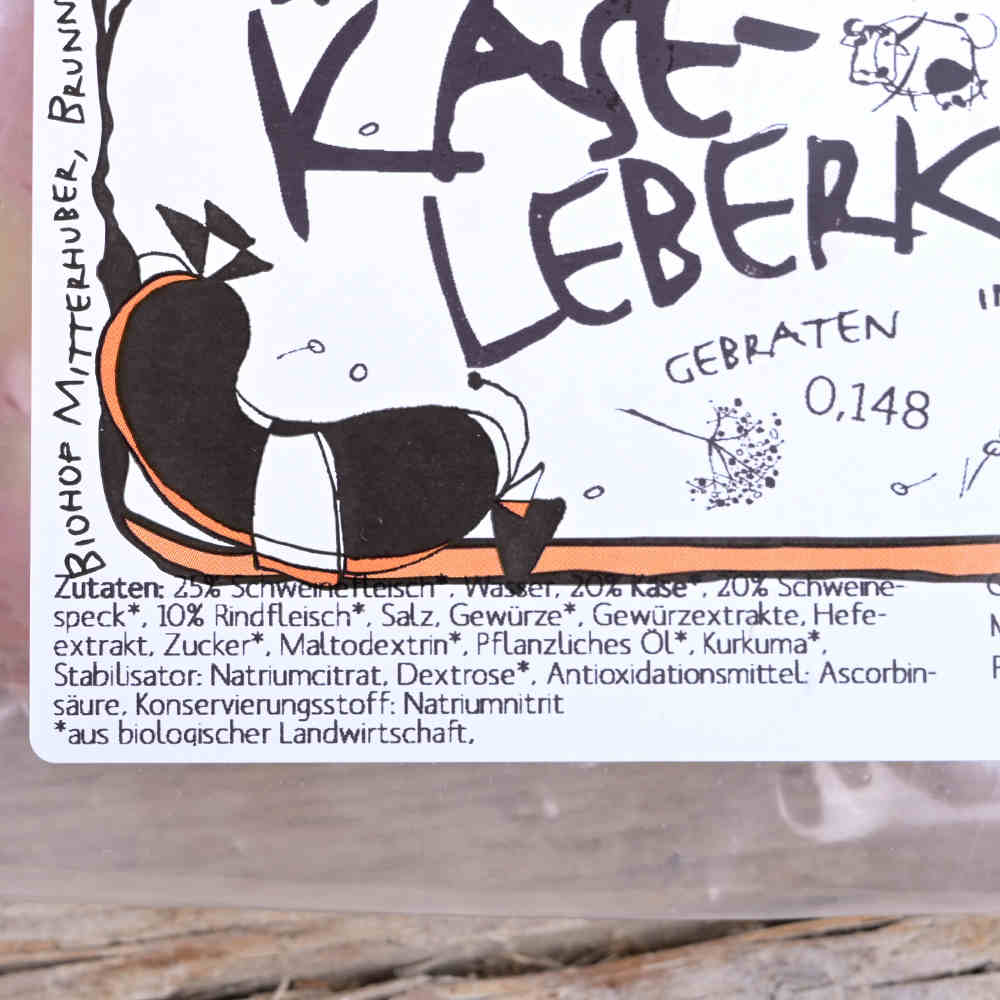 KÄSE-
LEBERK
GEBRATEN
0,148
BIOHOF MITTERHUBER, BRUNN
Zutaten: 25% Schweinefleisch*, Wasser, 20% Käse*, 20% Schweine-
speck*, 10% Rindfleisch*, Salz, Gewürze*, Gewürzextrakte, Hefe-
extrakt, Zucker*, Maltodextrin*, Pflanzliches Öl*, Kurkuma*,
Stabilisator: Natriumcitrat, Dextrose*, Antioxidationsmittel: Ascorbin-
säure, Konservierungsstoff: Natriumnitrit
*aus biologischer Landwirtschaft,